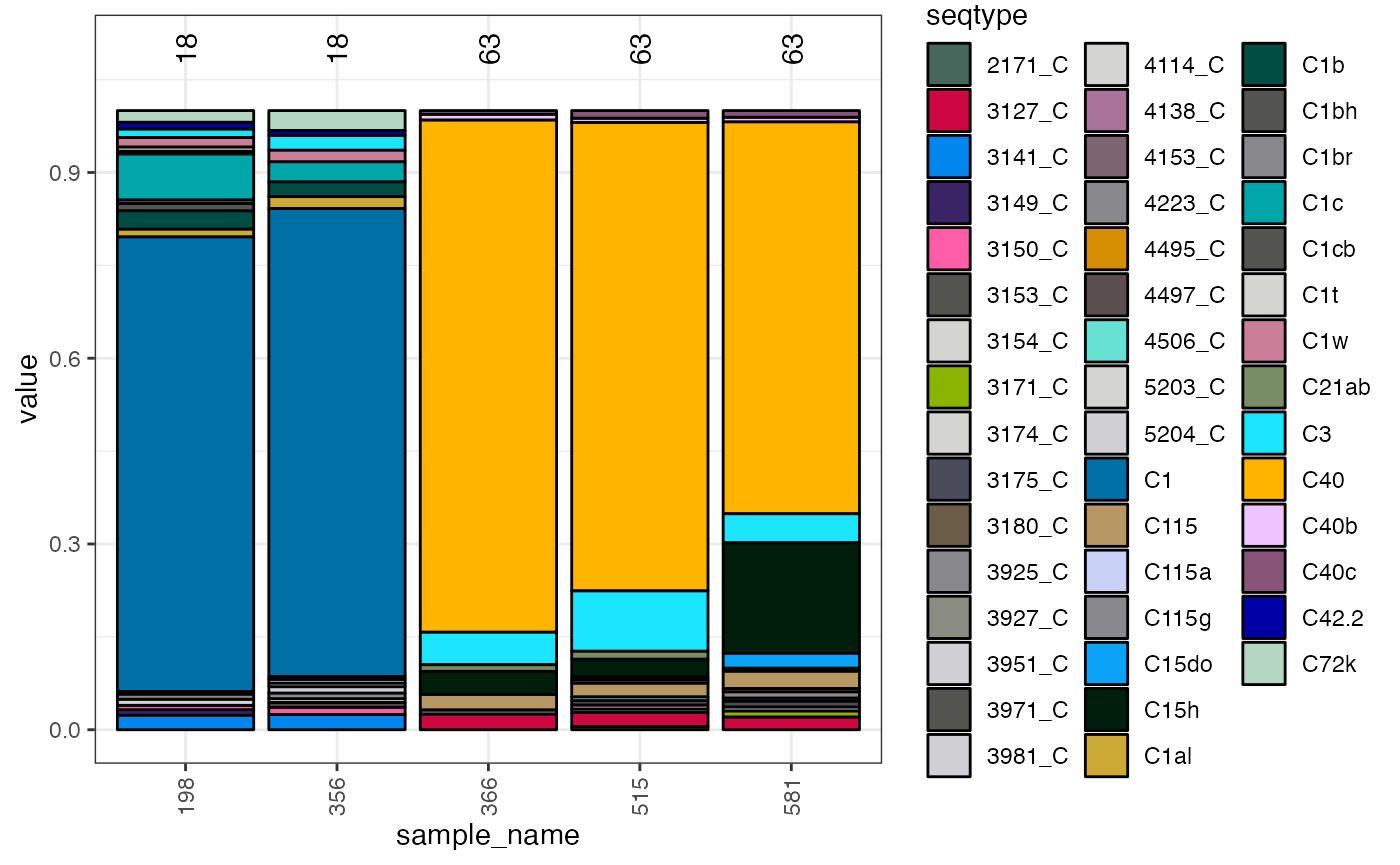 seqtype
18 18 63 63 63
2171_C 4114_C C1b
3127_C 4138_C C1bh
3141_C 4153_C C1br
3149_C 4223_C C1c
3150_C 4495_C C1cb
3153_C 4497_C C1t
3154_C 4506_C C1w
3171_C 5203_C C21ab
3174_C 5204_C C3
3175_C C1 C40
3180_C C115 C40b
3925_C C115a C40c
3927_C C115g C42.2
3951_C C15do C72k
3971_C C15h
3981_C C1al
0.9
0.6
0.3
0.0
value
198 356 366 515 581
sample_name